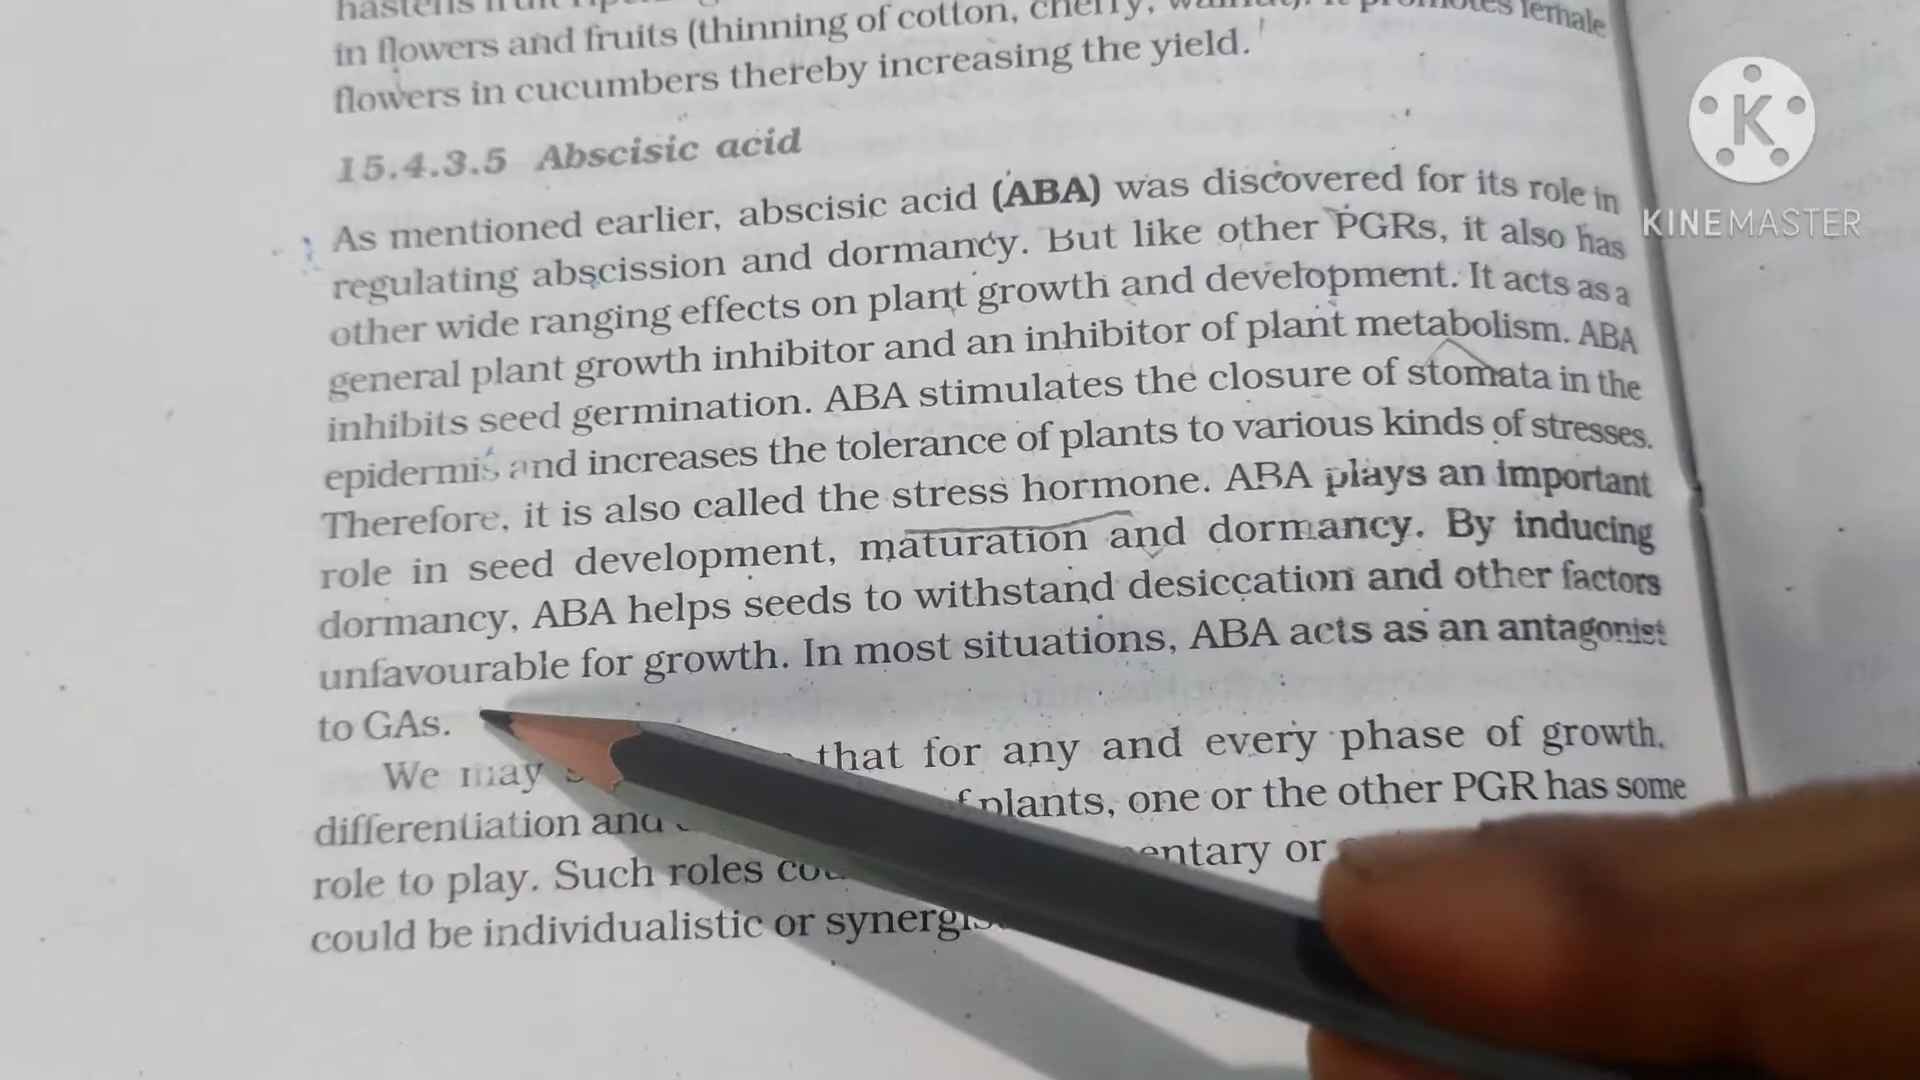 in flowers and fruits (thinning of cotton, cherry, female
flowers in cucumbers thereby increasing the yield.
15.4.3.5 Abscisic acid
As mentioned earlier, abscisic acid (ABA) was discovered for its role in
regulating abscission and dormancy. But like other PGRs, it also has
other wide ranging effects on plant growth and development. It acts as a
general plant growth inhibitor and an inhibitor of plant metabolism. ABA
inhibits seed germination. ABA stimulates the closure of stomata in the
epidermis and increases the tolerance of plants to various kinds of stresses.
Therefore, it is also called the stress hormone. ABA plays an important
role in seed development, maturation and dormancy. By inducing
dormancy, ABA helps seeds to withstand desiccation and other factors
unfavourable for growth. In most situations, ABA acts as an antagonist
to GAs.
We may that for any and every phase of growth,
differentiation and plants, one or the other PGR has some
role to play. Such roles or
could be individualistic or
K
KINEMASTER